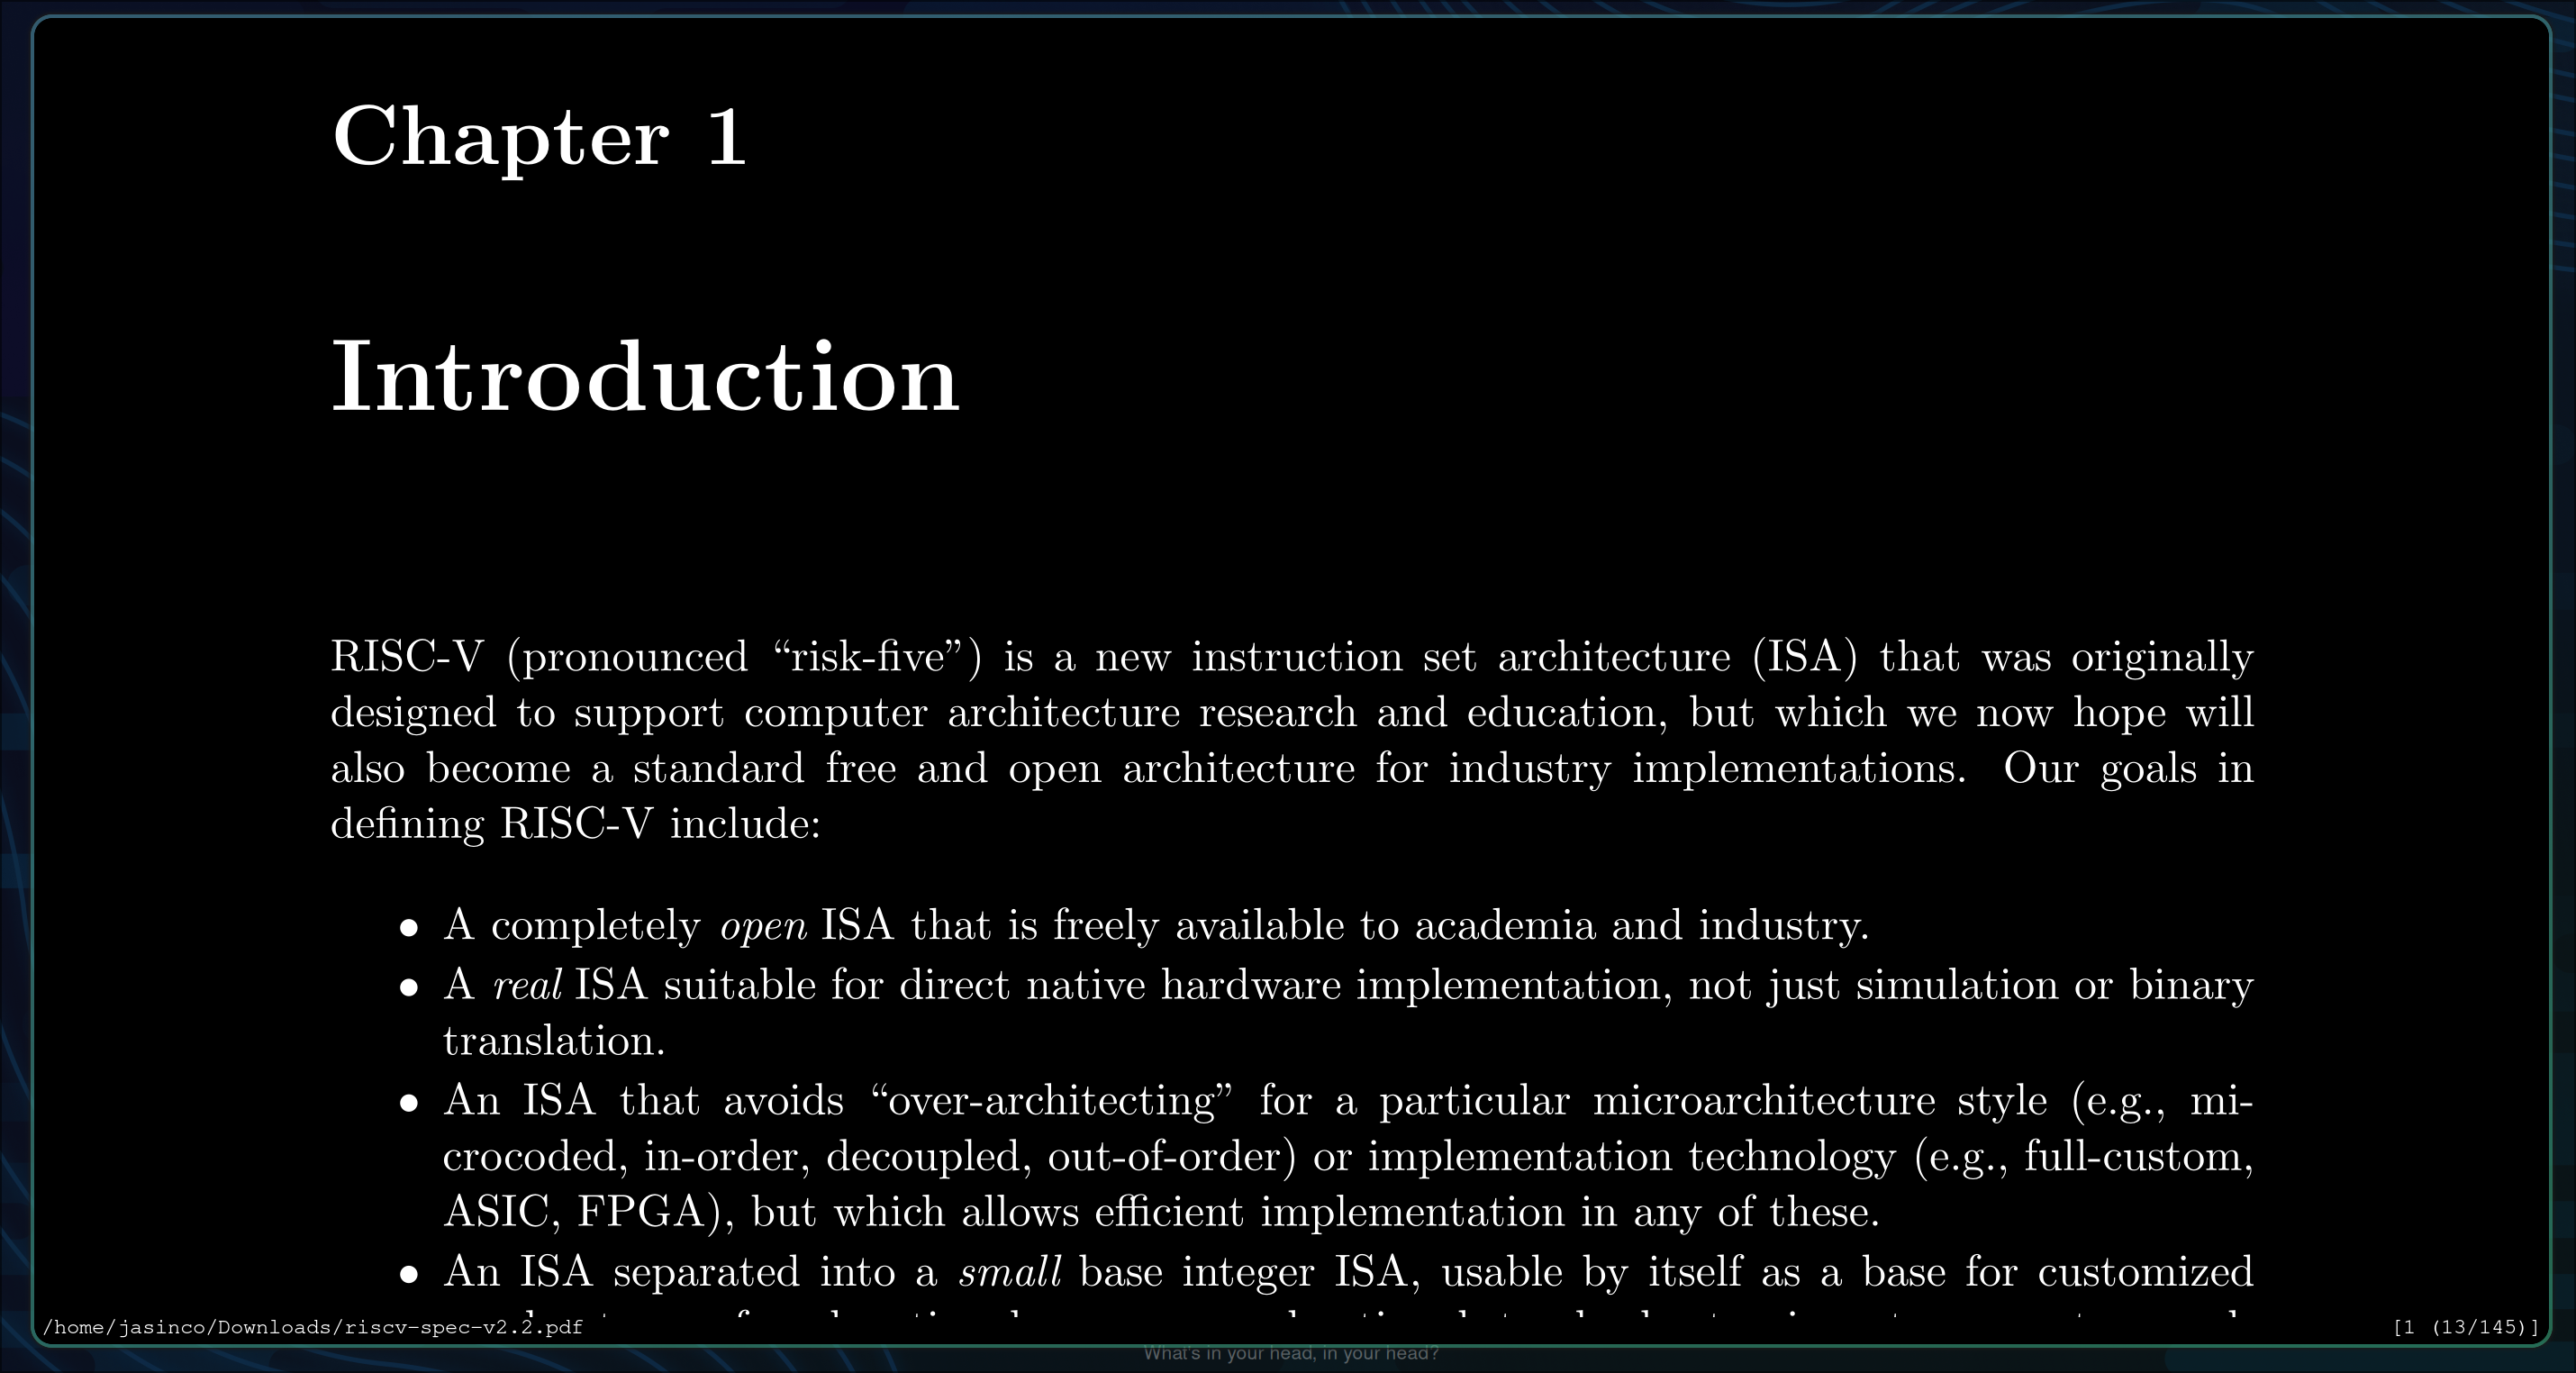 Chapter 1
Introduction
RISC-V (pronounced “risk-five”) is a new instruction set architecture (ISA) that was originally
designed to support computer architecture research and education, but which we now hope will
also become a standard free and open architecture for industry implementations. Our goals in
defining RISC-V include:
• A completely open ISA that is freely available to academia and industry.
• A real ISA suitable for direct native hardware implementation, not just simulation or binary
translation.
• An ISA that avoids “over-architecting” for a particular microarchitecture style (e.g., mi-
crocoded, in-order, decoupled, out-of-order) or implementation technology (e.g., full-custom,
ASIC, FPGA), but which allows efficient implementation in any of these.
• An ISA separated into a small base integer ISA, usable by itself as a base for customized
/home/jasinco/Downloads/riscv-spec-v2.2.pdf [1 (13/145)]
What's in your head, in your head?